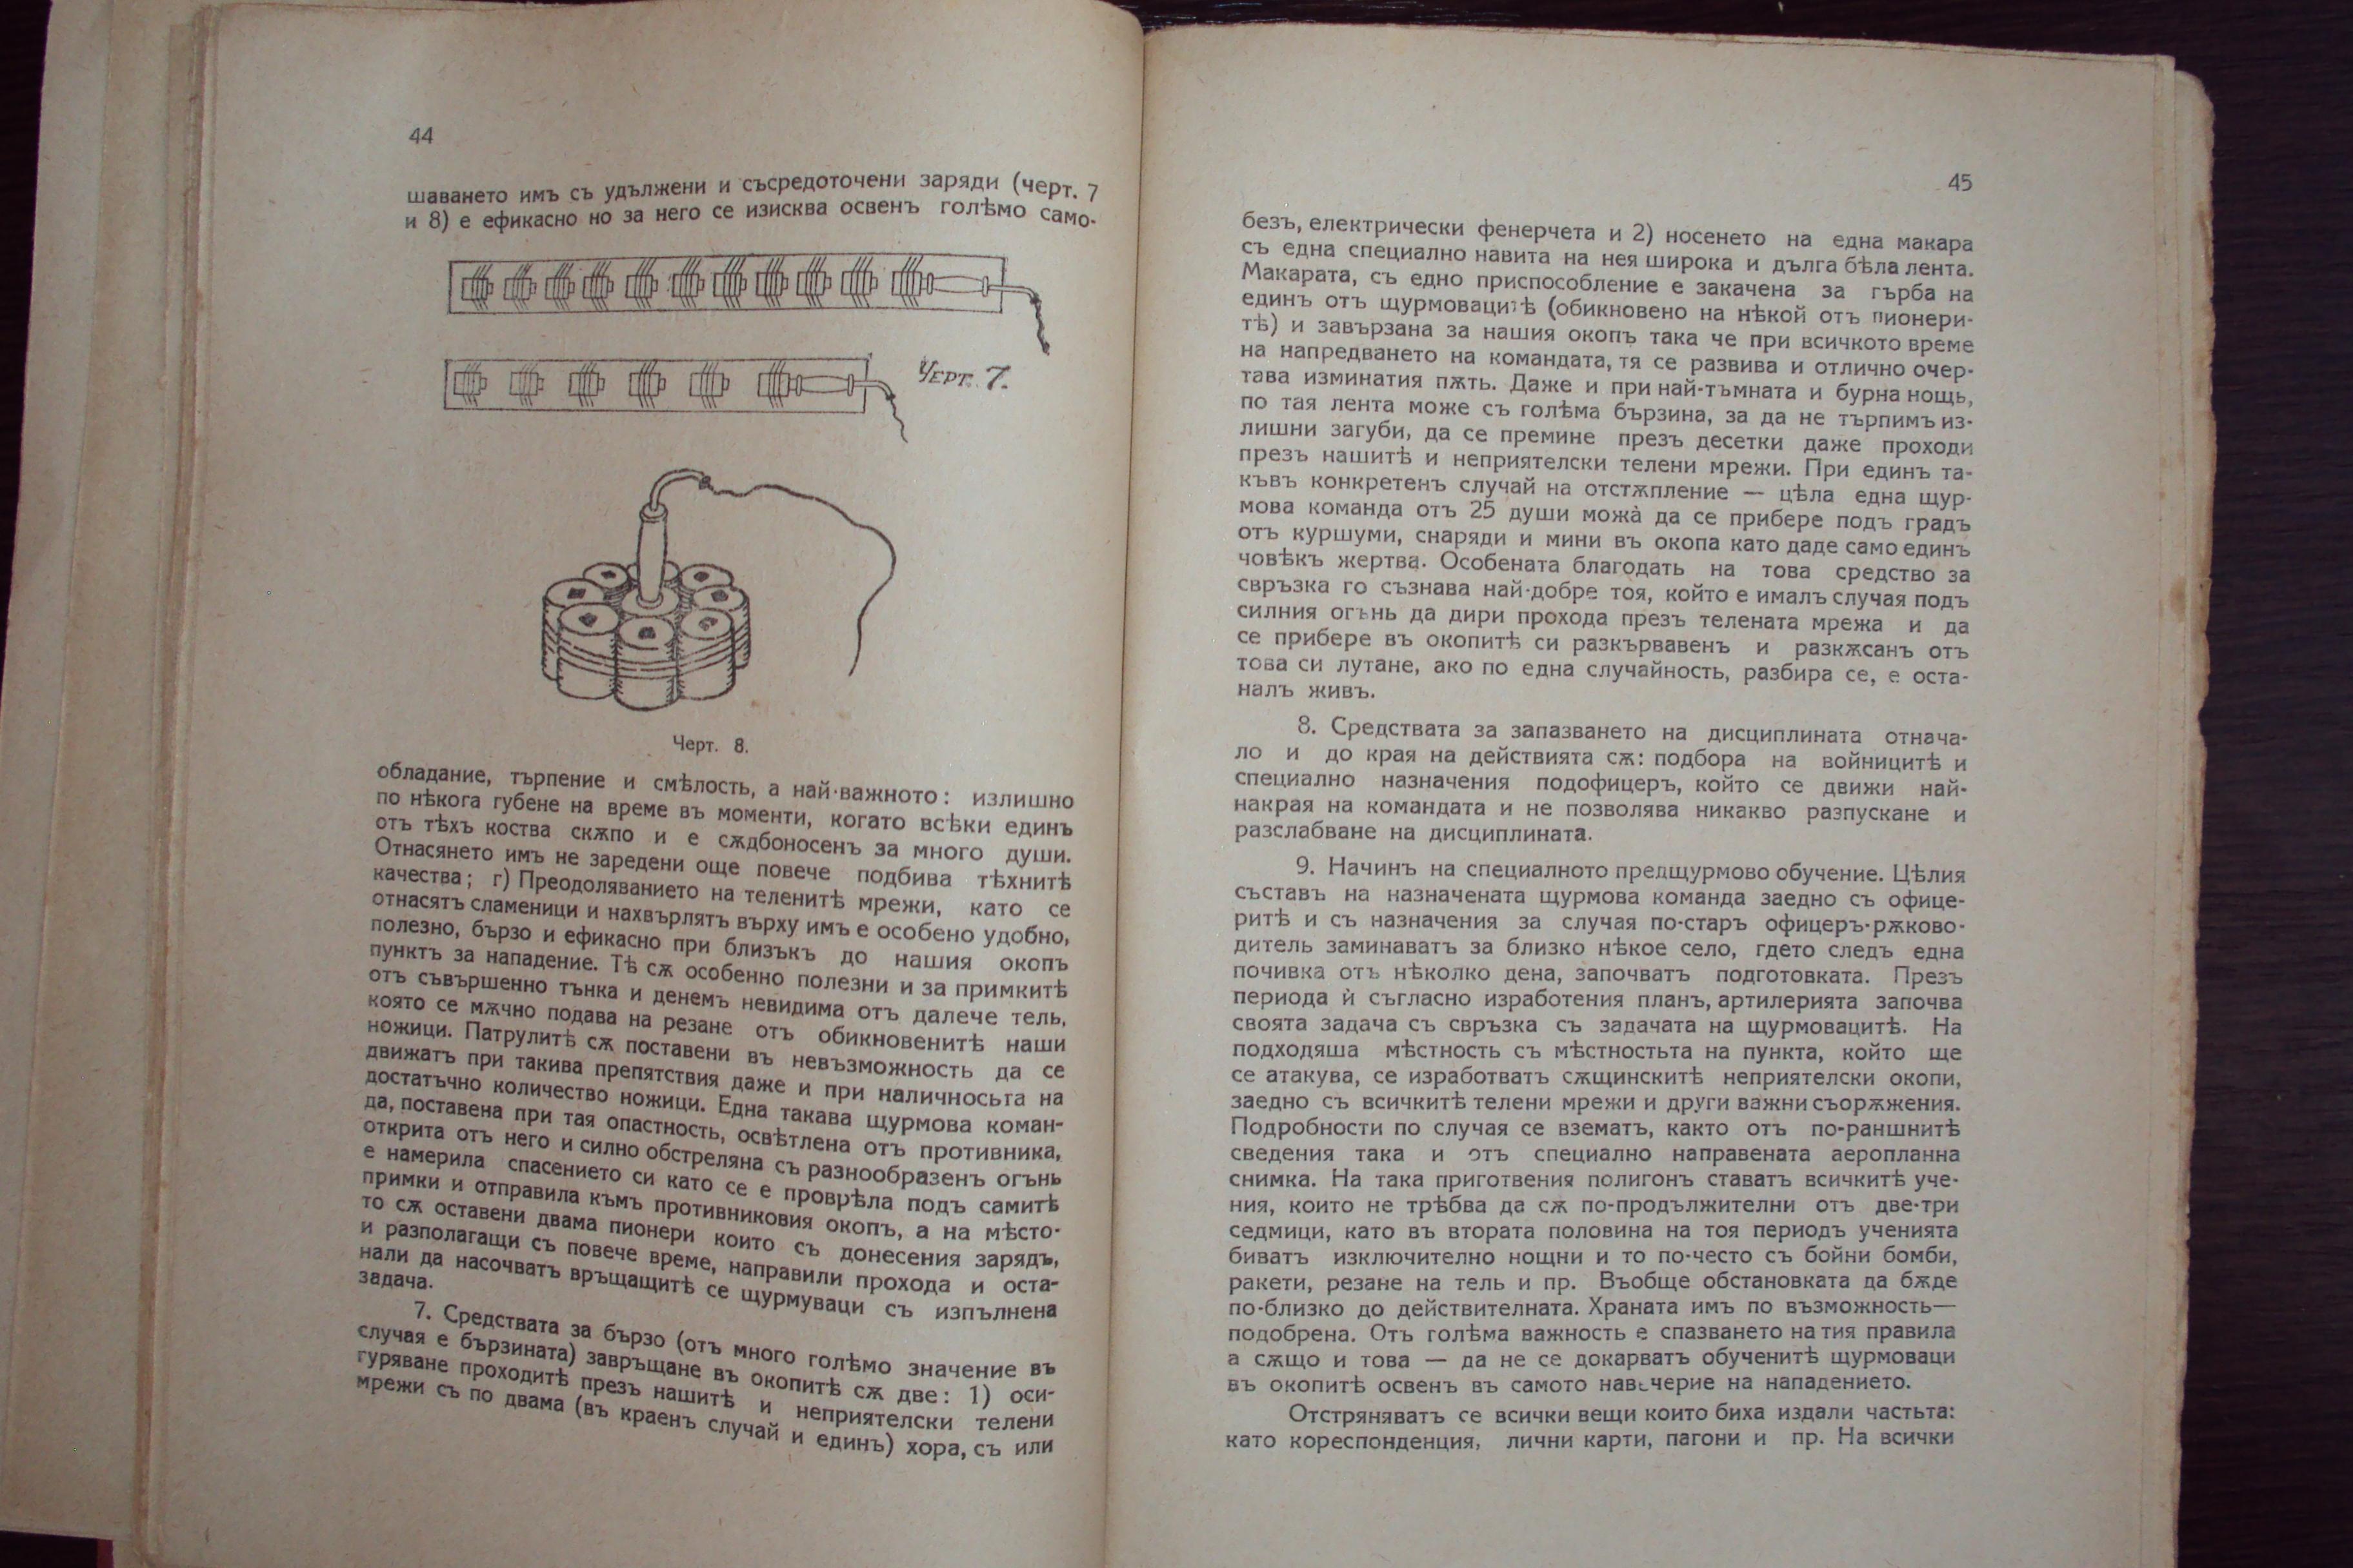 44
шаването имъ съ удължени и съсредоточени заряди (черт. 7
и 8) е ефикасно но за него се изисква освенъ голѣмо само-
Черт. 7.
Черт. 8.
обладание, търпение и смѣлость, а най-важното: излишно
по нѣкога губене на време въ моменти, когато всѣки единъ
отъ тѣхъ коства скѫпо и е сѫдбоносенъ за много души.
Отнасянето имъ не заредени още повече подбива тѣхнитѣ
качества; г) Преодоляванието на теленитѣ мрежи, като се
отнасятъ сламеници и нахвърлятъ върху имъ е особено удобно,
полезно, бързо и ефикасно при близъкъ до нашия окопъ
пунктъ за нападение. Тѣ сѫ особенно полезни и за примкитѣ
отъ съвършенно тънка и денемъ невидима отъ далече тель,
която се мѫчно подава на резане отъ обикновенитѣ наши
ножици. Патрулитѣ сѫ поставени въ невъзможность да се
движатъ при такива препятствия даже и при наличносьта на
достатъчно количество ножици. Една такава щурмова коман-
да, поставена при тая опастность, освѣтлена отъ противника,
открита отъ него и силно обстреляна съ разнообразенъ огънь
е намерила спасението си като се е проврѣла подъ самитѣ
примки и отправила къмъ противниковия окопъ, а на мѣсто-
то сѫ оставени двама пионери които съ донесения зарядъ,
и разполагащи съ повече време, направили прохода и оста-
нали да насочватъ връщащитѣ се щурмуваци съ изпълнена
задача.
7. Средствата за бързо (отъ много голѣмо значение въ
случая е бързината) завръщане въ окопитѣ сѫ две: 1) оси-
гуряване проходитѣ презъ нашитѣ и неприятелски телени
мрежи съ по двама (въ краенъ случай и единъ) хора, съ или
45
безъ, електрически фенерчета и 2) носенето на една макара
съ една специално навита на нея широка и дълга бѣла лента.
Макарата, съ едно приспособление е закачена за гърба на
единъ отъ щурмовацитѣ (обикновено на нѣкой отъ пионери-
тѣ) и завързана за нашия окопъ така че при всичкото време
на напредването на командата, тя се развива и отлично очер-
тава изминатия пѫть. Даже и при най-тъмната и бурна нощь,
по тая лента може съ голѣма бързина, за да не търпимъ из-
лишни загуби, да се премине презъ десетки даже проходи
презъ нашитѣ и неприятелски телени мрежи. При единъ та-
къвъ конкретенъ случай на отстѫпление — цѣла една щур-
мова команда отъ 25 души можа̀ да се прибере подъ градъ
отъ куршуми, снаряди и мини въ окопа като даде само единъ
човѣкъ жертва. Особената благодать на това средство за
свръзка го съзнава най-добре тоя, който е ималъ случая подъ
силния огънь да дири прохода презъ телената мрежа и да
се прибере въ окопитѣ си разкървавенъ и разкѫсанъ отъ
това си лутане, ако по една случайность, разбира се, е оста-
налъ живъ.
8. Средствата за запазването на дисциплината отнача-
ло и до края на действията сѫ: подбора на войницитѣ и
специално назначения подофицеръ, който се движи най-
накрая на командата и не позволява никакво разпускане и
разслабване на дисциплината.
9. Начинъ на специалното предщурмово обучение. Цѣлия
съставъ на назначената щурмова команда заедно съ офице-
ритѣ и съ назначения за случая по-старъ офицеръ-рѫково-
дитель заминаватъ за близко нѣкое село, гдето следъ една
почивка отъ нѣколко дена, започватъ подготовката. Презъ
периода ѝ съгласно изработения планъ, артилерията започва
своята задача съ свръзка съ задачата на щурмовацитѣ. На
подходяша мѣстность съ мѣстностьта на пункта, който ще
се атакува, се изработватъ сѫщинскитѣ неприятелски окопи,
заедно съ всичкитѣ телени мрежи и други важни съорѫжения.
Подробности по случая се взематъ, както отъ по-раншнитѣ
сведения така и отъ специално направената аеропланна
снимка. На така приготвения полигонъ ставатъ всичкитѣ уче-
ния, които не трѣбва да сѫ по-продължителни отъ две-три
седмици, като въ втората половина на тоя периодъ ученията
биватъ изключително нощни и то по-често съ бойни бомби,
ракети, резане на тель и пр. Въобще обстановката да бѫде
по-близко до действителната. Храната имъ по възможность—
подобрена. Отъ голѣма важность е спазването на тия правила
а сѫщо и това — да не се докарватъ обученитѣ щурмоваци
въ окопитѣ освенъ въ самото навечерие на нападението.
Отстряняватъ се всички вещи които биха издали частьта:
като кореспонденция, лични карти, пагони и пр. На всички